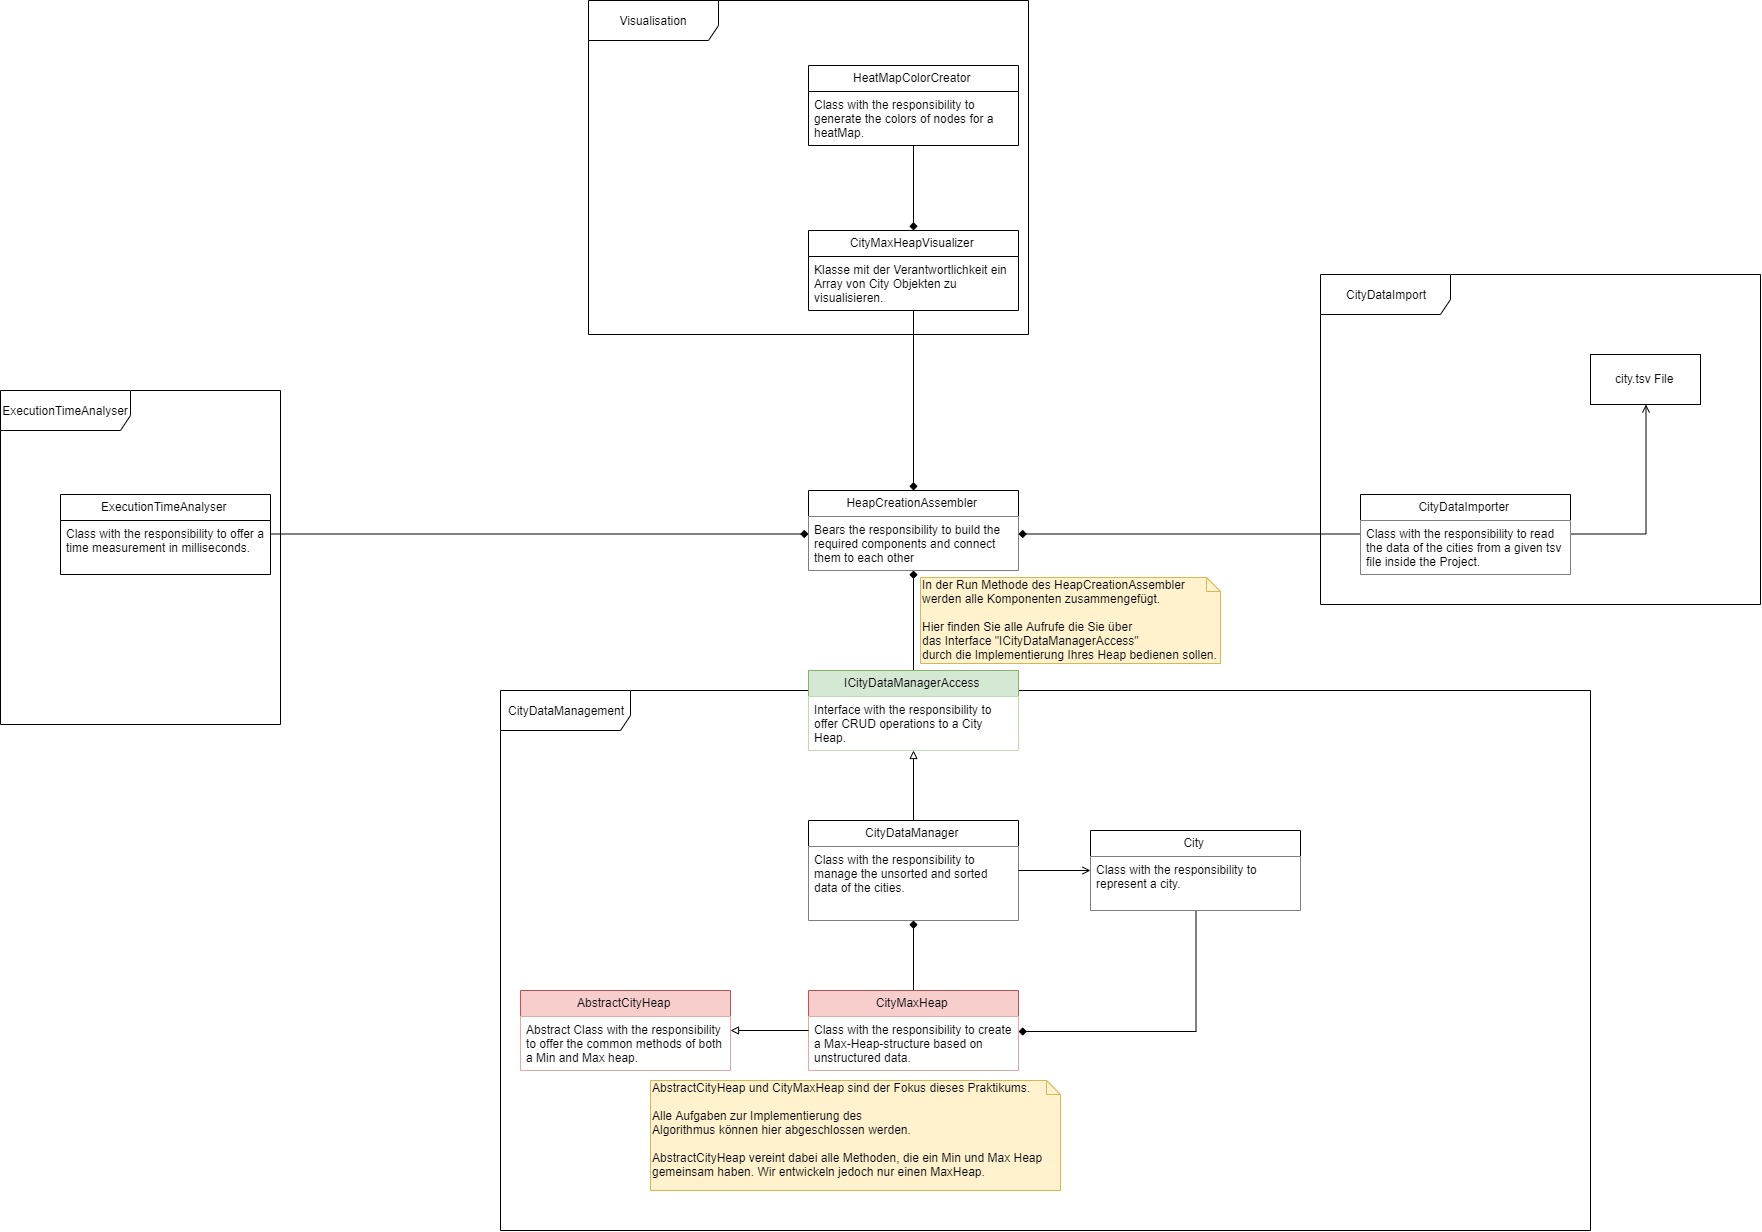 Visualisation
HeatMapColorCreator
Class with the responsibility to
generate the colors of nodes for a
heatMap.
CityMaxHeapVisualizer
Klasse mit der Verantwortlichkeit ein
Array von City Objekten zu
visualisieren.
CityDataImport
city.tsv File
CityDataImporter
Class with the responsibility to read
the data of the cities from a given tsv
file inside the Project.
ExecutionTimeAnalyser
ExecutionTimeAnalyser
Class with the responsibility to offer a
time measurement in milliseconds.
HeapCreationAssembler
Bears the responsibility to build the
required components and connect
them to each other
In der Run Methode des HeapCreationAssembler
werden alle Komponenten zusammengefügt.
Hier finden Sie alle Aufrufe die Sie über
das Interface "ICityDataManagerAccess"
durch die Implementierung Ihres Heap bedienen sollen.
CityDataManagement
ICityDataManagerAccess
Interface with the responsibility to
offer CRUD operations to a City
Heap.
CityDataManager
Class with the responsibility to
manage the unsorted and sorted
data of the cities.
City
Class with the responsibility to
represent a city.
AbstractCityHeap
Abstract Class with the responsibility
to offer the common methods of both
a Min and Max heap.
CityMaxHeap
Class with the responsibility to create
a Max-Heap-structure based on
unstructured data.
AbstractCityHeap und CityMaxHeap sind der Fokus dieses Praktikums.
Alle Aufgaben zur Implementierung des
Algorithmus können hier abgeschlossen werden.
AbstractCityHeap vereint dabei alle Methoden, die ein Min und Max Heap
gemeinsam haben. Wir entwickeln jedoch nur einen MaxHeap.